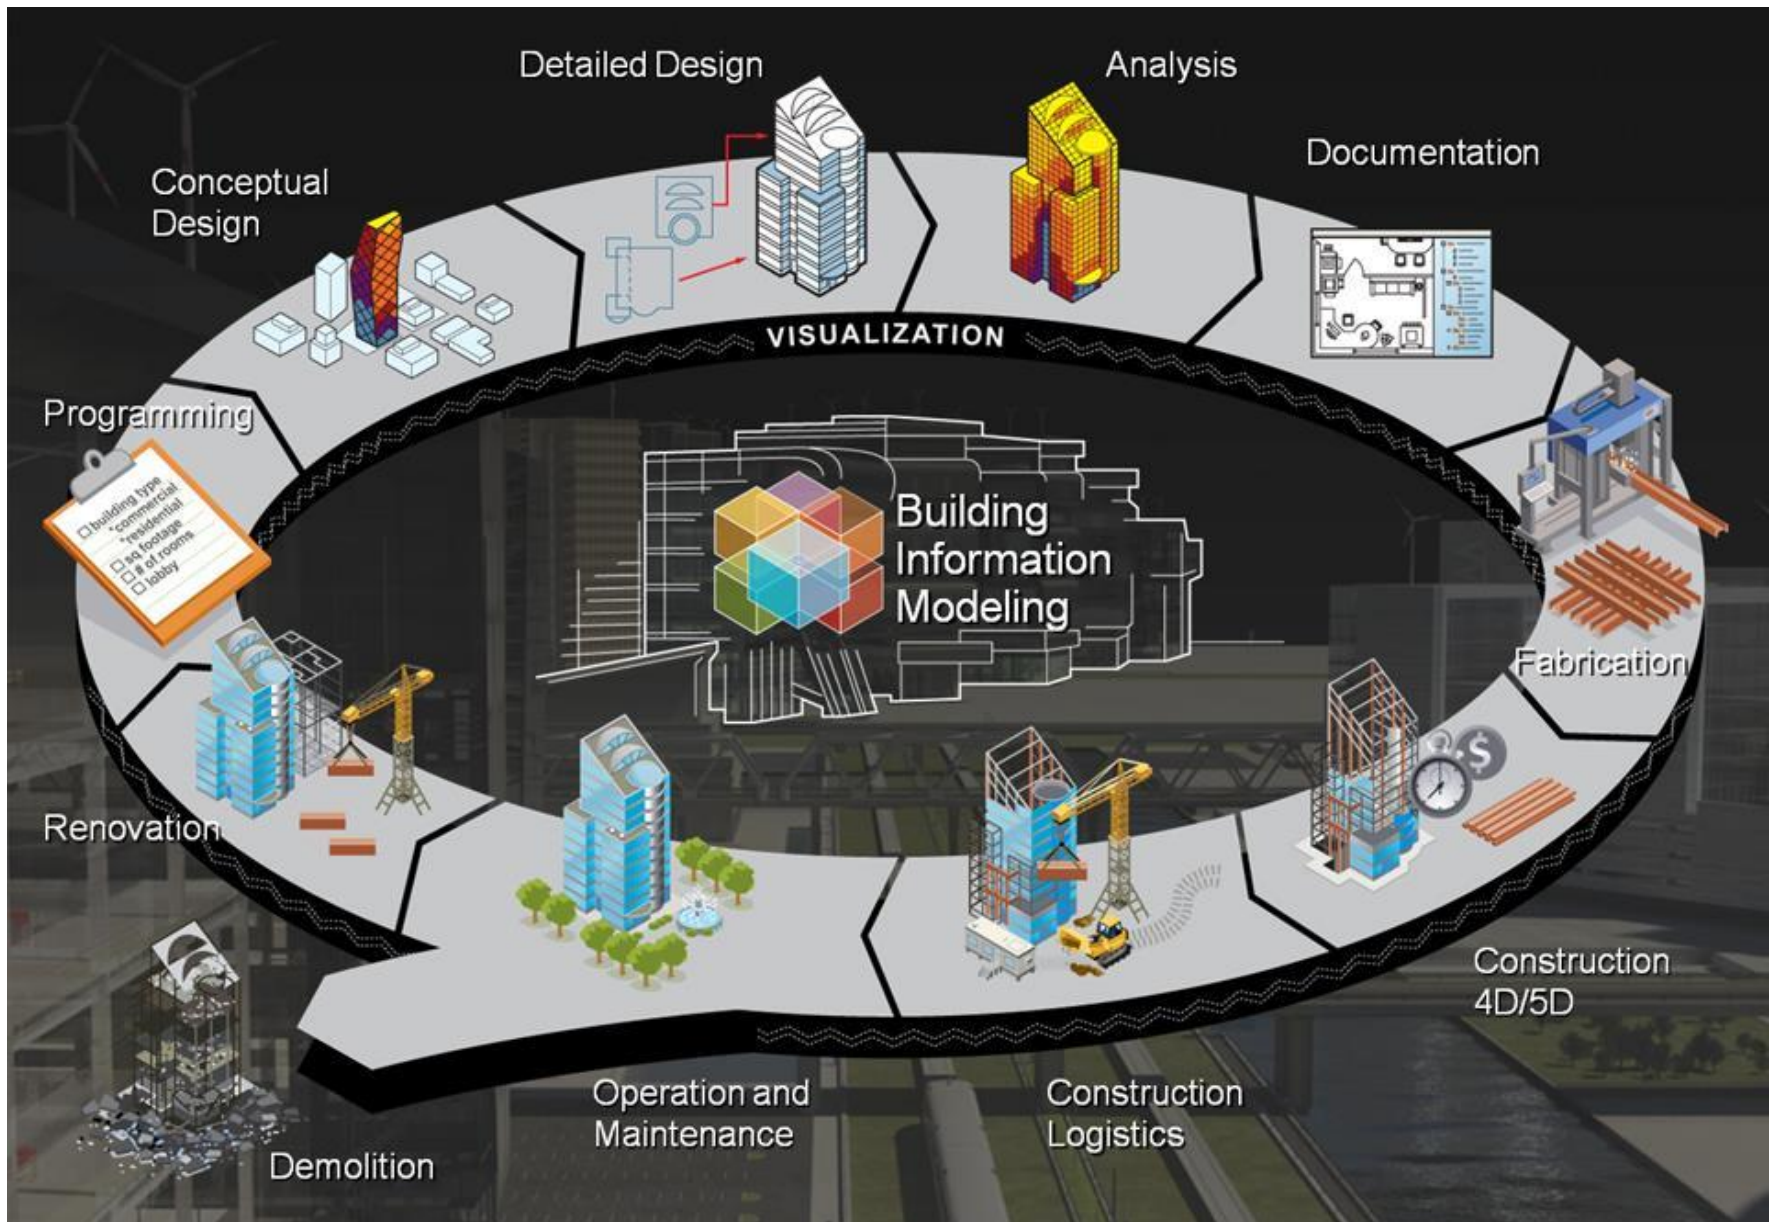 Detailed Design
Analysis
Documentation
Conceptual
Design
VISUALIZATION
Programming
building type
*commercial
*residential
sq footage
# of rooms
lobby
Building
Information
Modeling
Fabrication
$
Renovation
Construction
4D/5D
Operation and
Maintenance
Construction
Logistics
Demolition